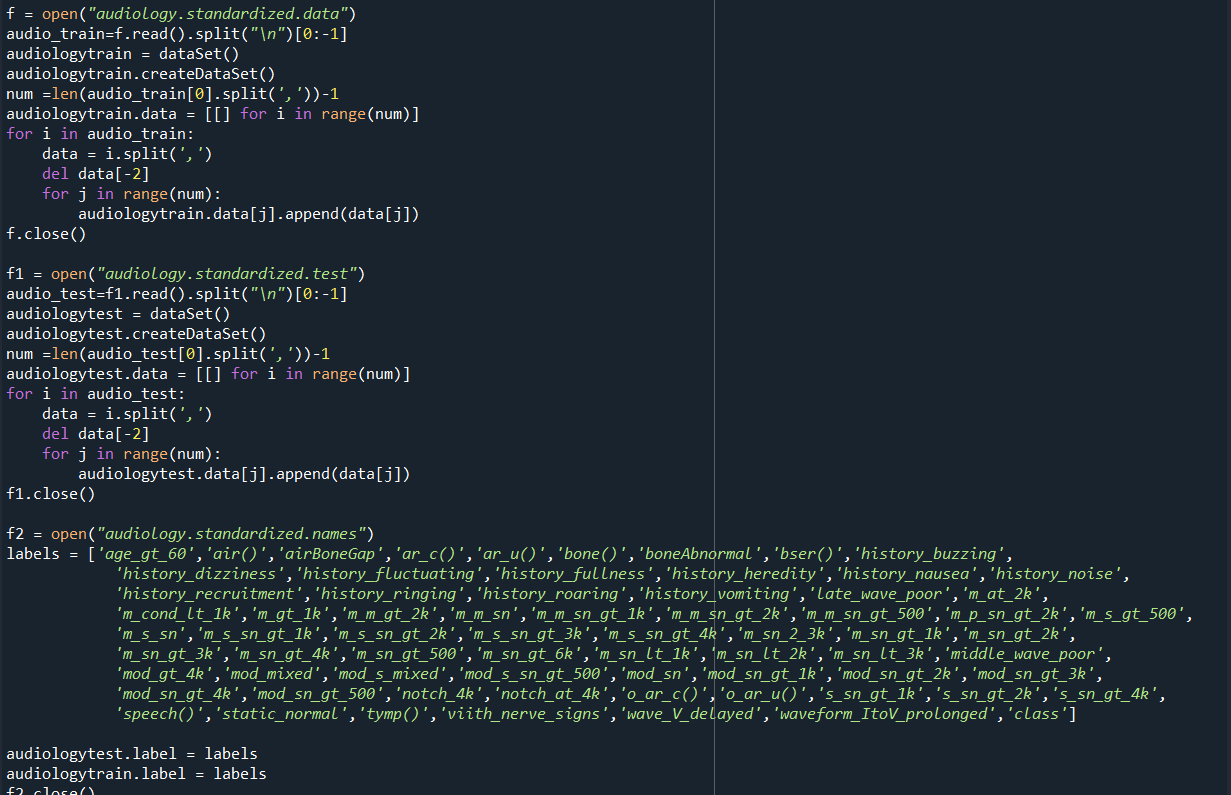 f = open("audiology.standardized.data")
audio_train=f.read().split("\n")[0:-1]
audiologytrain = dataSet()
audiologytrain.createDataSet()
num =len(audio_train[0].split(','))-1
audiologytrain.data = [[] for i in range(num)]
for i in audio_train:
    data = i.split(',')
    del data[-2]
    for j in range(num):
        audiologytrain.data[j].append(data[j])
f.close()

f1 = open("audiology.standardized.test")
audio_test=f1.read().split("\n")[0:-1]
audiologytest = dataSet()
audiologytest.createDataSet()
num =len(audio_test[0].split(','))-1
audiologytest.data = [[] for i in range(num)]
for i in audio_test:
    data = i.split(',')
    del data[-2]
    for j in range(num):
        audiologytest.data[j].append(data[j])
f1.close()

f2 = open("audiology.standardized.names")
labels = ['age_gt_60','air()','airBoneGap','ar_c()','ar_u()','bone()','boneAbnormal','bser()','history_buzzing',
            'history_dizziness','history_fluctuating','history_fullness','history_heredity','history_nausea','history_noise',
            'history_recruitment','history_ringing','history_roaring','history_vomiting','late_wave_poor','m_at_2k',
            'm_cond_lt_1k','m_gt_1k','m_m_gt_2k','m_m_sn','m_m_sn_gt_1k','m_m_sn_gt_2k','m_m_sn_gt_500','m_p_sn_gt_2k','m_s_gt_500',
            'm_s_sn','m_s_sn_gt_1k','m_s_sn_gt_2k','m_s_sn_gt_3k','m_s_sn_gt_4k','m_sn_2_3k','m_sn_gt_1k','m_sn_gt_2k',
            'm_sn_gt_3k','m_sn_gt_4k','m_sn_gt_500','m_sn_gt_6k','m_sn_lt_1k','m_sn_lt_2k','m_sn_lt_3k','middle_wave_poor',
            'mod_gt_4k','mod_mixed','mod_s_mixed','mod_s_sn_gt_500','mod_sn','mod_sn_gt_1k','mod_sn_gt_2k','mod_sn_gt_3k',
            'mod_sn_gt_4k','mod_sn_gt_500','notch_4k','notch_at_4k','o_ar_c()','o_ar_u()','s_sn_gt_1k','s_sn_gt_2k','s_sn_gt_4k',
            'speech()','static_normal','tymp()','viith_nerve_signs','wave_V_delayed','waveform_ItoV_prolonged','class']

audiologytest.label = labels
audiologytrain.label = labels
f2.close()